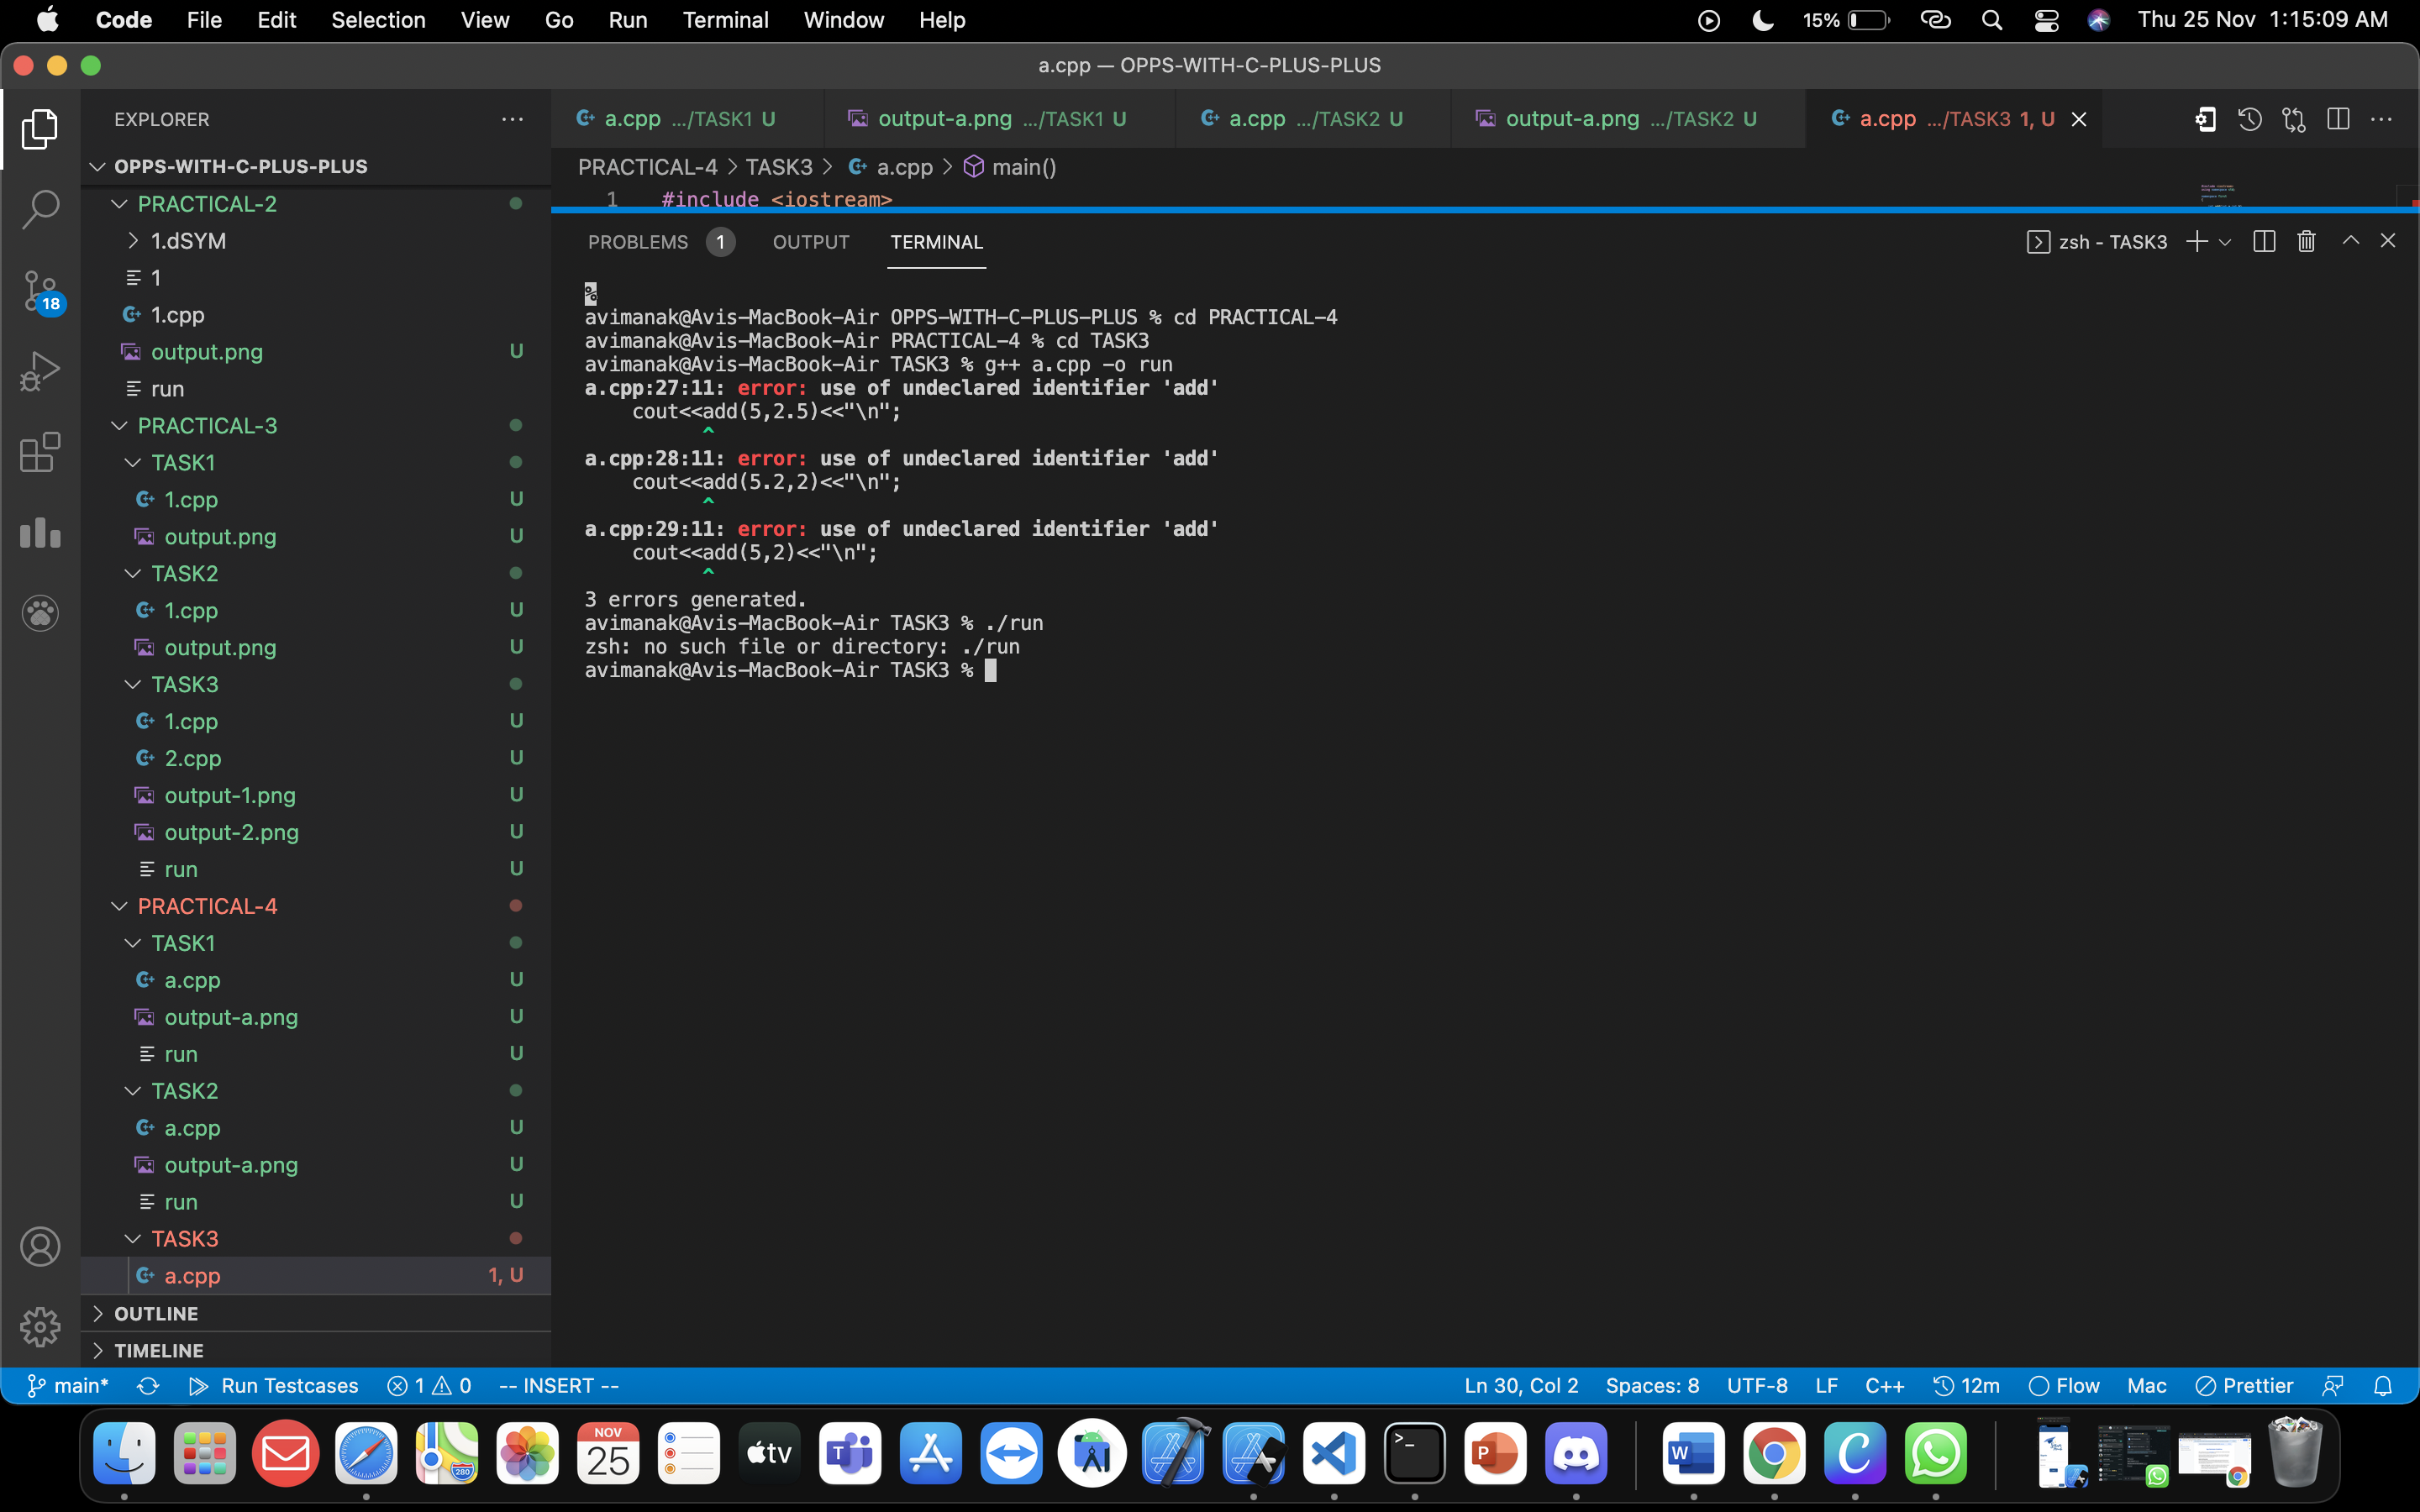 Code File Edit Selection View Go Run Terminal Window Help 15% Thu 25 Nov 1:15:09 AM
a.cpp — OPPS-WITH-C-PLUS-PLUS
EXPLORER
a.cpp .../TASK1 U output-a.png .../TASK1 U a.cpp .../TASK2 U output-a.png .../TASK2 U a.cpp .../TASK3 1, U
PRACTICAL-4 > TASK3 > a.cpp > main()
1 #include <iostream>
OPPS-WITH-C-PLUS-PLUS
PRACTICAL-2
1.dSYM
1
1.cpp
output.png U
run
PRACTICAL-3
TASK1
1.cpp U
output.png U
TASK2
1.cpp U
output.png U
TASK3
1.cpp U
2.cpp U
output-1.png U
output-2.png U
run U
PRACTICAL-4
TASK1
a.cpp U
output-a.png U
run U
TASK2
a.cpp U
output-a.png U
run U
TASK3
a.cpp 1, U
OUTLINE
TIMELINE
18
PROBLEMS 1 OUTPUT TERMINAL zsh - TASK3
%
avimanak@Avis-MacBook-Air OPPS-WITH-C-PLUS-PLUS % cd PRACTICAL-4
avimanak@Avis-MacBook-Air PRACTICAL-4 % cd TASK3
avimanak@Avis-MacBook-Air TASK3 % g++ a.cpp -o run
a.cpp:27:11: error: use of undeclared identifier 'add'
cout<<add(5,2.5)<<"\n";
^
a.cpp:28:11: error: use of undeclared identifier 'add'
cout<<add(5.2,2)<<"\n";
^
a.cpp:29:11: error: use of undeclared identifier 'add'
cout<<add(5,2)<<"\n";
^
3 errors generated.
avimanak@Avis-MacBook-Air TASK3 % ./run
zsh: no such file or directory: ./run
avimanak@Avis-MacBook-Air TASK3 %
main* Run Testcases 1 0 -- INSERT -- Ln 30, Col 2 Spaces: 8 UTF-8 LF C++ 12m Flow Mac Prettier
280 NOV 25 tv T >_ P W C